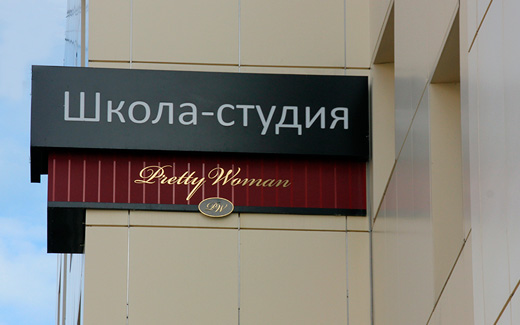 Школа-студия
Pretty Woman
PW